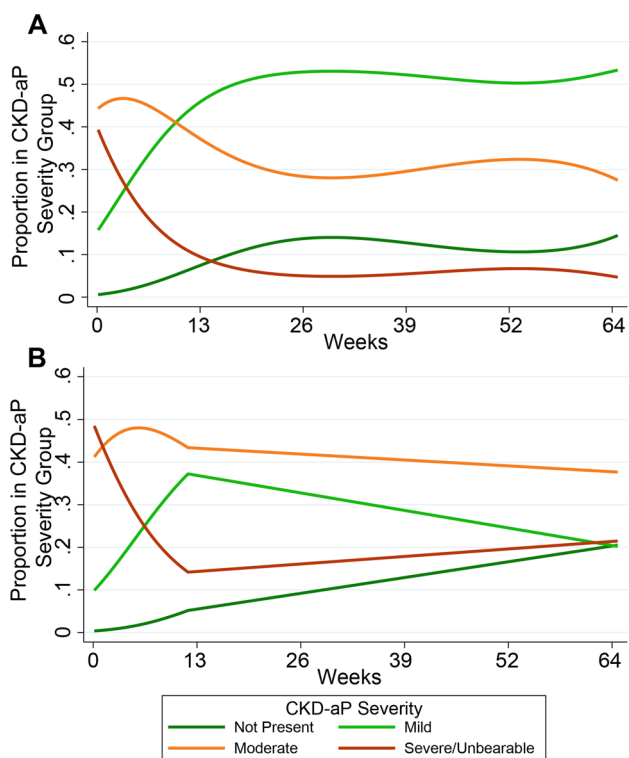 A
Proportion in CKD-aP
Severity Group
.6
.5
.4
.3
.2
.1
0
0 13 26 39 52 64
Weeks
B
Proportion in CKD-aP
Severity Group
.6
.5
.4
.3
.2
.1
0
0 13 26 39 52 64
Weeks
CKD-aP Severity
Not Present Mild
Moderate Severe/Unbearable